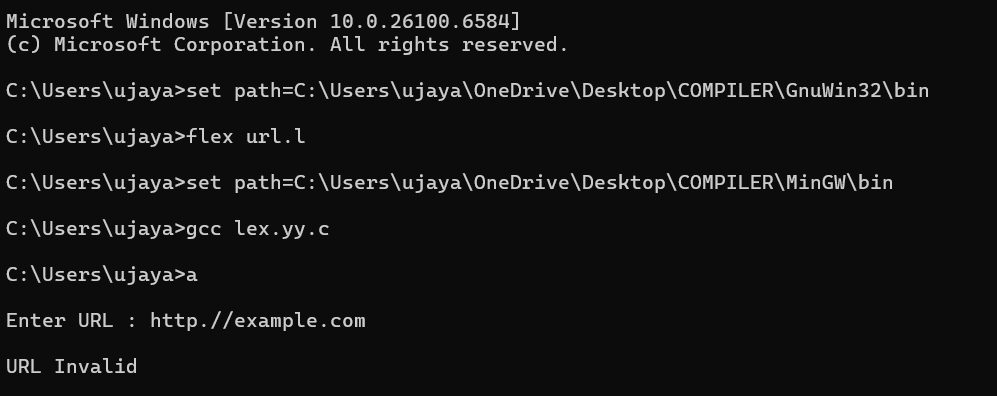 Microsoft Windows [Version 10.0.26100.6584]
(c) Microsoft Corporation. All rights reserved.
C:\Users\ujaya>set path=C:\Users\ujaya\OneDrive\Desktop\COMPILER\GnuWin32\bin
C:\Users\ujaya>flex url.l
C:\Users\ujaya>set path=C:\Users\ujaya\OneDrive\Desktop\COMPILER\MinGW\bin
C:\Users\ujaya>gcc lex.yy.c
C:\Users\ujaya>a
Enter URL : http.//example.com
URL Invalid